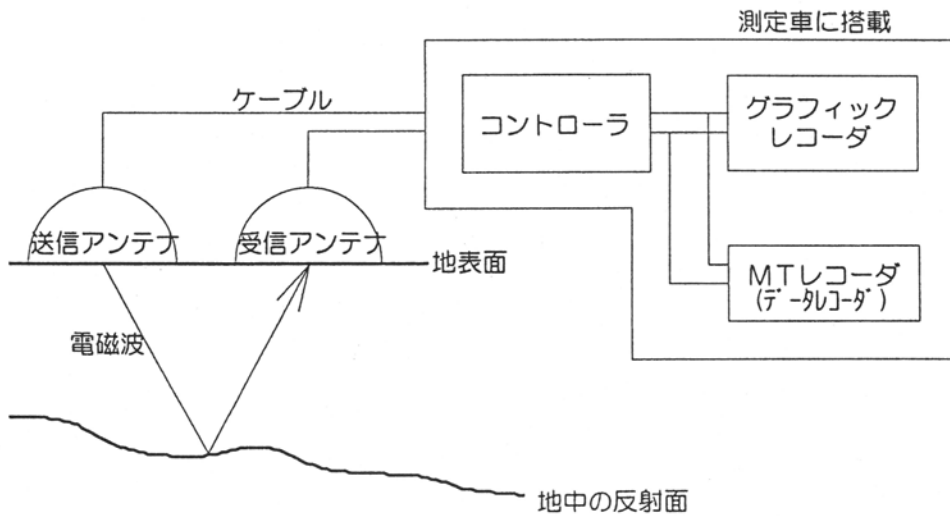 測定車に搭載
ケーブル
コントローラ
グラフィック
レコーダ
送信アンテナ
受信アンテナ
地表面
MTレコーダ
(データレコーダ)
電磁波
地中の反射面